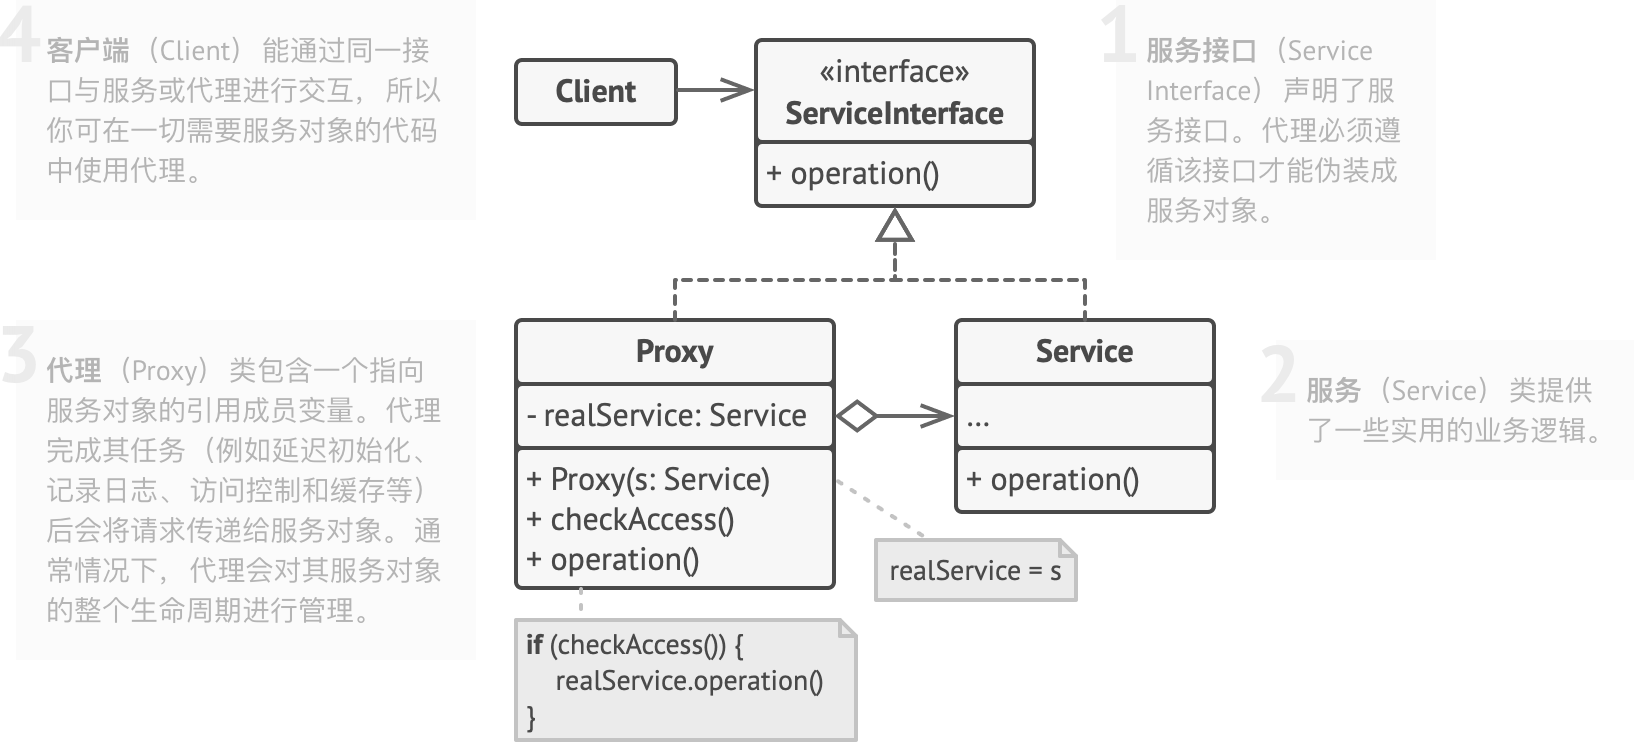 4
客户端 （Client） 能通过同一接
口与服务或代理进行交互， 所以
你可在一切需要服务对象的代码
中使用代理。
Client
«interface»
ServiceInterface
+ operation()
1
服务接口 （Service
Interface） 声明了服
务接口。 代理必须遵
循该接口才能伪装成
服务对象。
3
代理 （Proxy） 类包含一个指向
服务对象的引用成员变量。 代理
完成其任务 （例如延迟初始化、
记录日志、 访问控制和缓存等）
后会将请求传递给服务对象。 通
常情况下， 代理会对其服务对象
的整个生命周期进行管理。
Proxy
- realService: Service
+ Proxy(s: Service)
+ checkAccess()
+ operation()
Service
...
+ operation()
2
服务 （Service） 类提供
了一些实用的业务逻辑。
realService = s
if (checkAccess()) {
realService.operation()
}